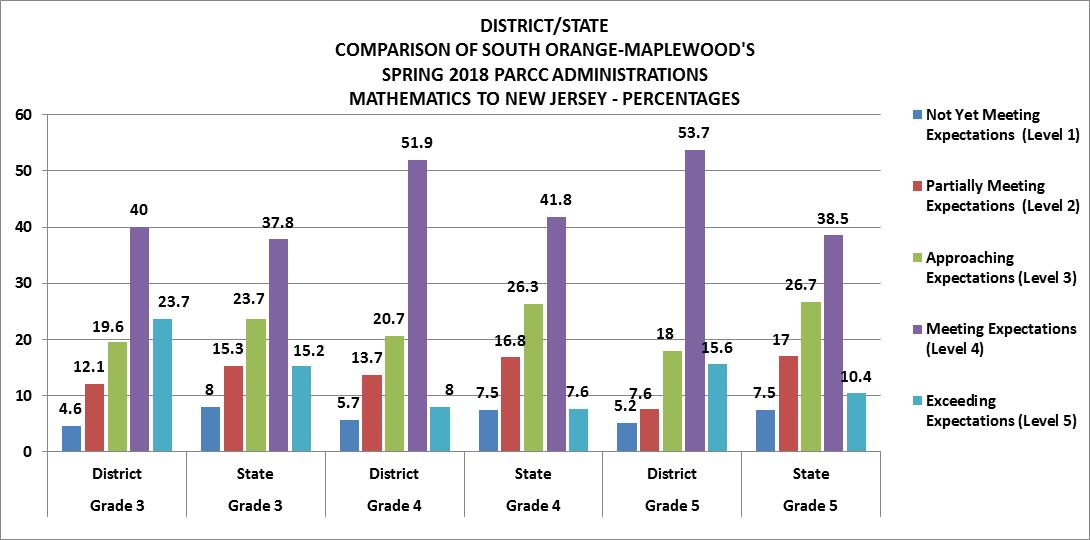 DISTRICT/STATE
COMPARISON OF SOUTH ORANGE-MAPLEWOOD'S
SPRING 2018 PARCC ADMINISTRATIONS
MATHEMATICS TO NEW JERSEY - PERCENTAGES
60
50
40
30
20
10
0
4.6
12.1
19.6
40
23.7
8
15.3
23.7
37.8
15.2
5.7
13.7
20.7
51.9
8
7.5
16.8
26.3
41.8
7.6
5.2
7.6
18
53.7
15.6
7.5
17
26.7
38.5
10.4
District State District State District State
Grade 3 Grade 3 Grade 4 Grade 4 Grade 5 Grade 5
Not Yet Meeting
Expectations (Level 1)
Partially Meeting
Expectations (Level 2)
Approaching
Expectations (Level 3)
Meeting Expectations
(Level 4)
Exceeding
Expectations (Level 5)